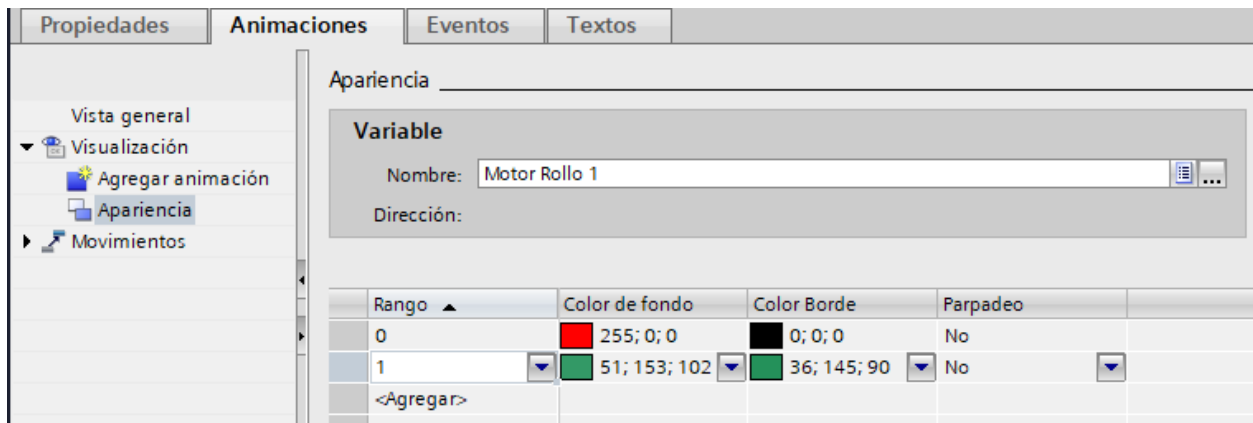 Propiedades Animaciones Eventos Textos
Apariencia
Vista general
Visualización
Agregar animación
Apariencia
Movimientos
Variable
Nombre: Motor Rollo 1
...
Dirección:
Rango Color de fondo Color Borde Parpadeo
0 255; 0; 0 0; 0; 0 No
1 51; 153; 102 36; 145; 90 No
<Agregar>